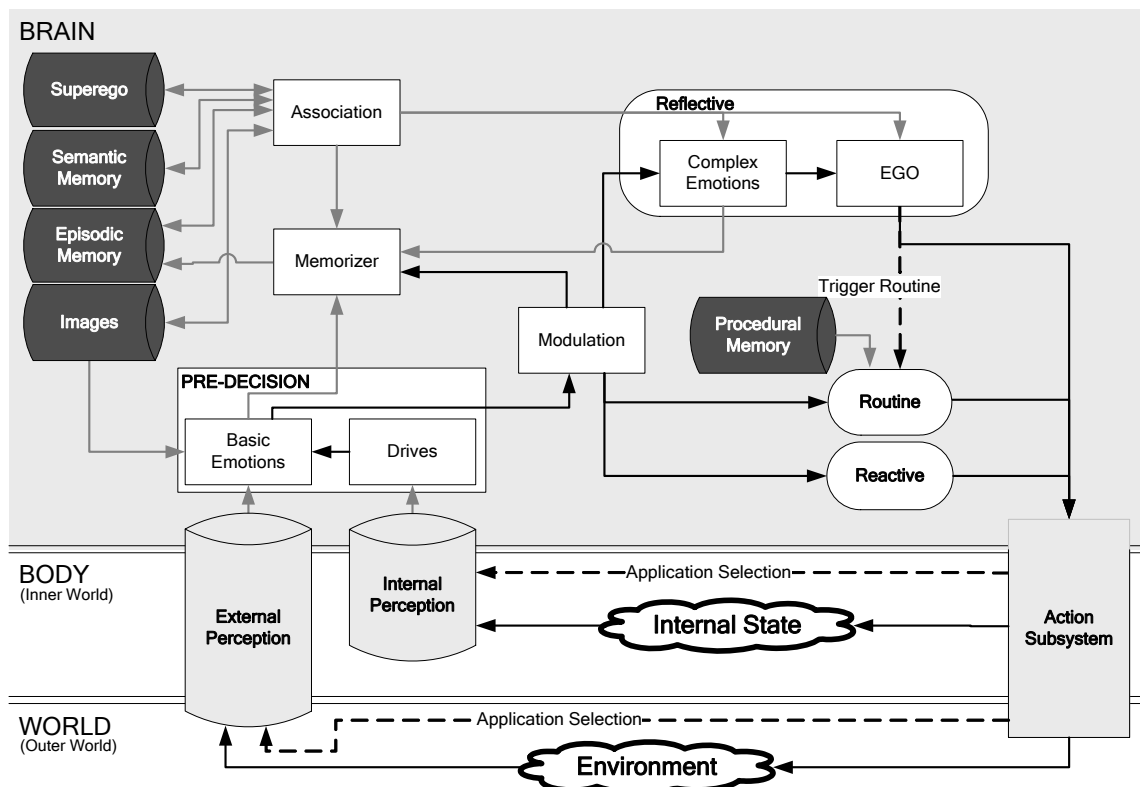 BRAIN
Superego
Semantic
Memory
Episodic
Memory
Images
Association
Memorizer
Reflective
Complex
Emotions
EGO
Trigger Routine
Modulation
Procedural
Memory
PRE-DECISION
Basic
Emotions
Drives
Routine
Reactive
BODY
(Inner World)
External
Perception
Internal
Perception
Application Selection
Internal State
Action
Subsystem
WORLD
(Outer World)
Application Selection
Environment